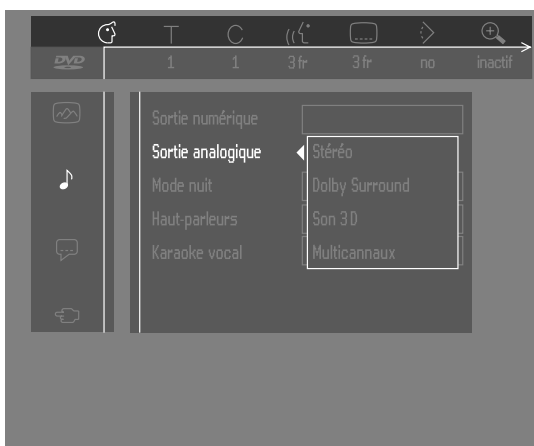 T C
DVD 1 1 3 fr 3 fr no inactif
Sortie numérique
Sortie analogique Stéréo
Mode nuit Dolby Surround
Haut-parleurs Son 3D
Karaoke vocal Multicannaux